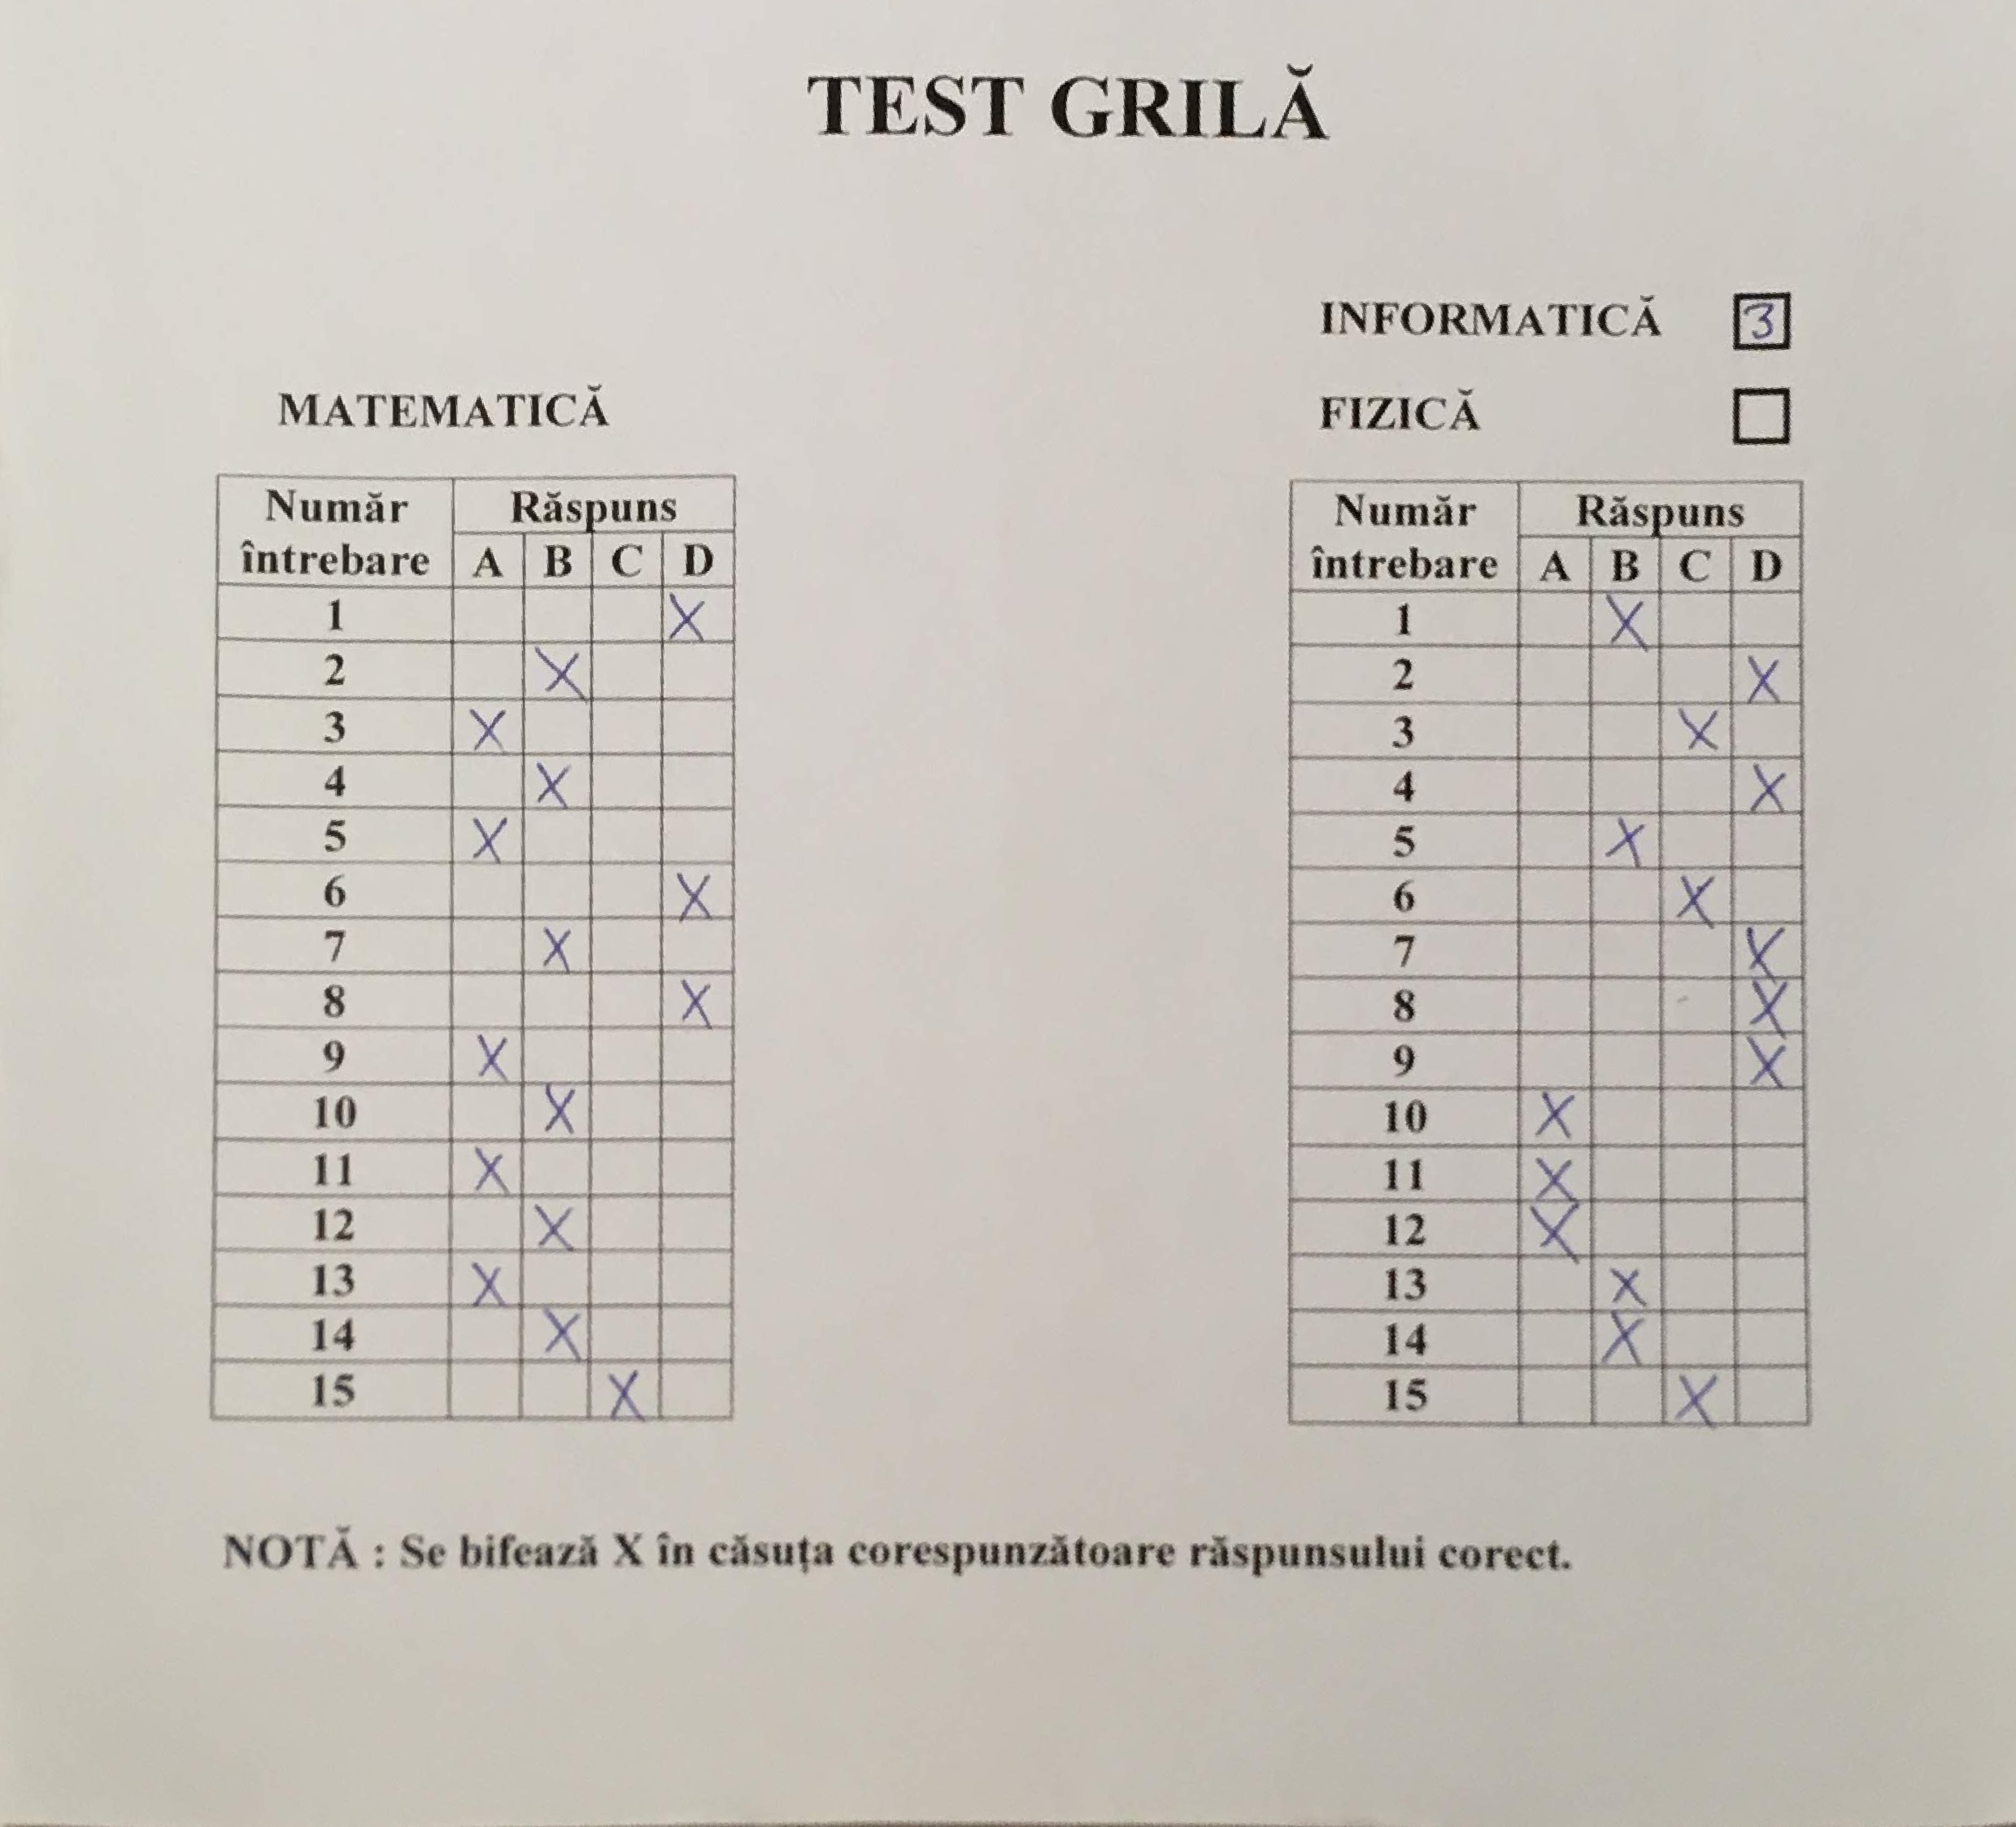 TEST GRILĂ
INFORMATICĂ 3
MATEMATICĂ
FIZICĂ
Număr întrebare Răspuns
A B C D
1 X
2 X
3 X
4 X
5 X
6 X
7 X
8 X
9 X
10 X
11 X
12 X
13 X
14 X
15 X
Număr întrebare Răspuns
A B C D
1 X
2 X
3 X
4 X
5 X
6 X
7 X
8 X
9 X
10 X
11 X
12 X
13 X
14 X
15 X
NOTĂ : Se bifează X în căsuța corespunzătoare răspunsului corect.